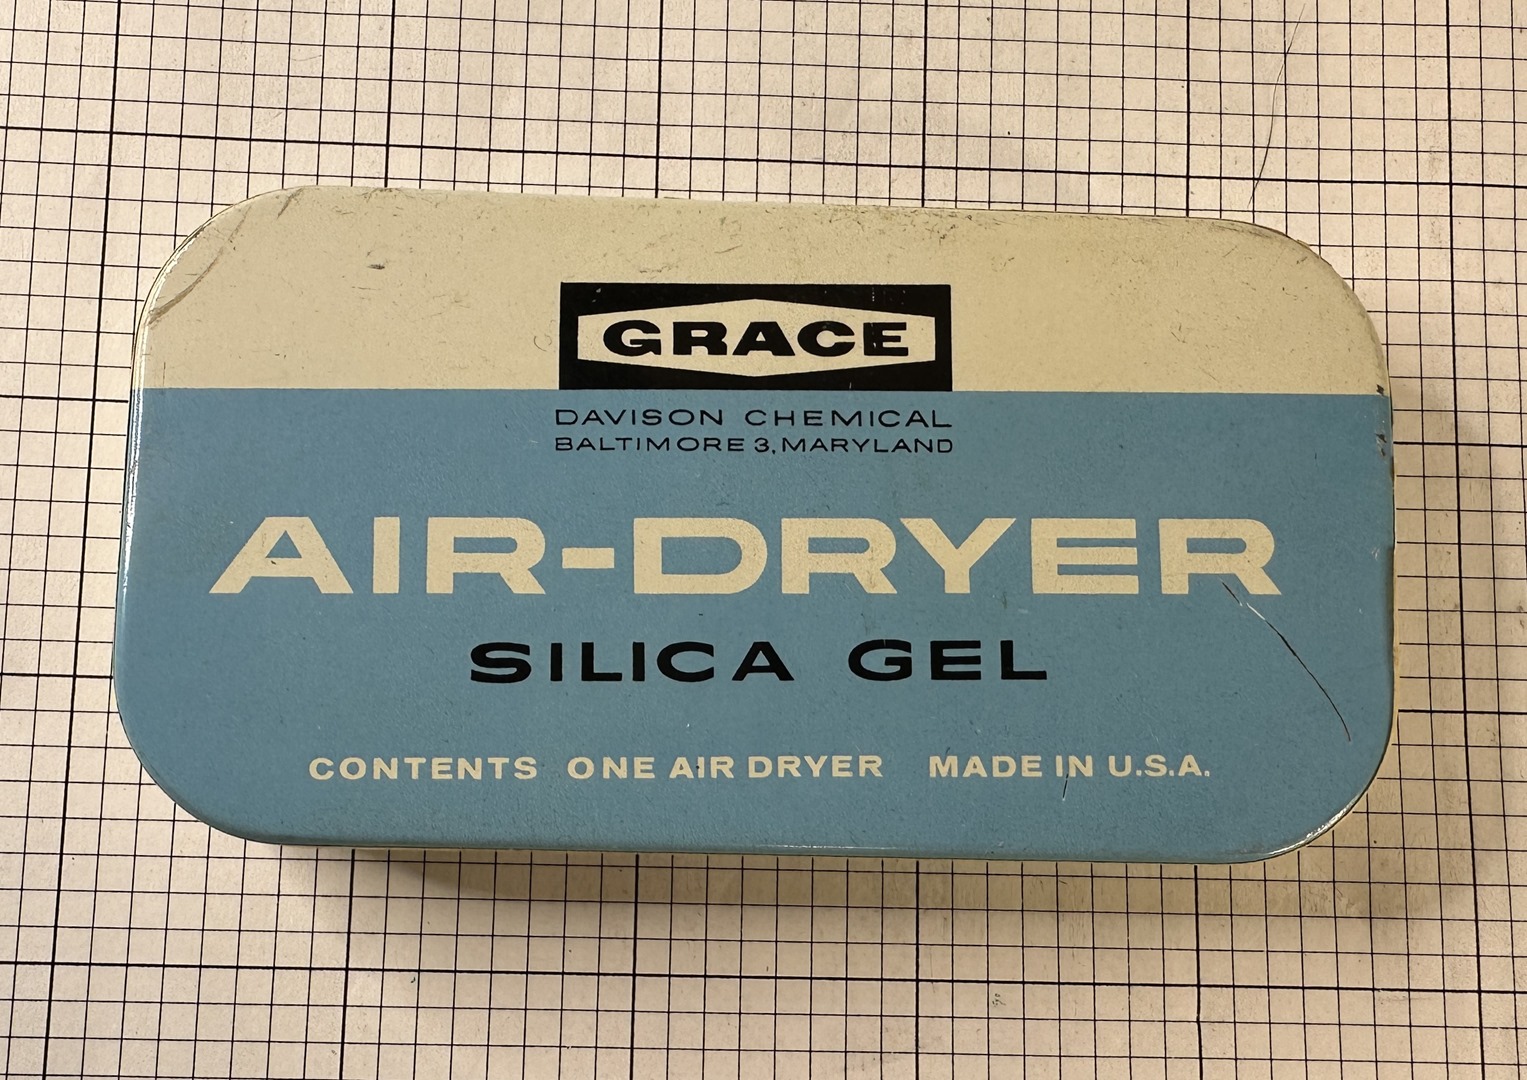 GRACE
DAVISON CHEMICAL
BALTIMORE 3, MARYLAND
AIR-DRYER
SILICA GEL
CONTENTS ONE AIR DRYER MADE IN U.S.A.